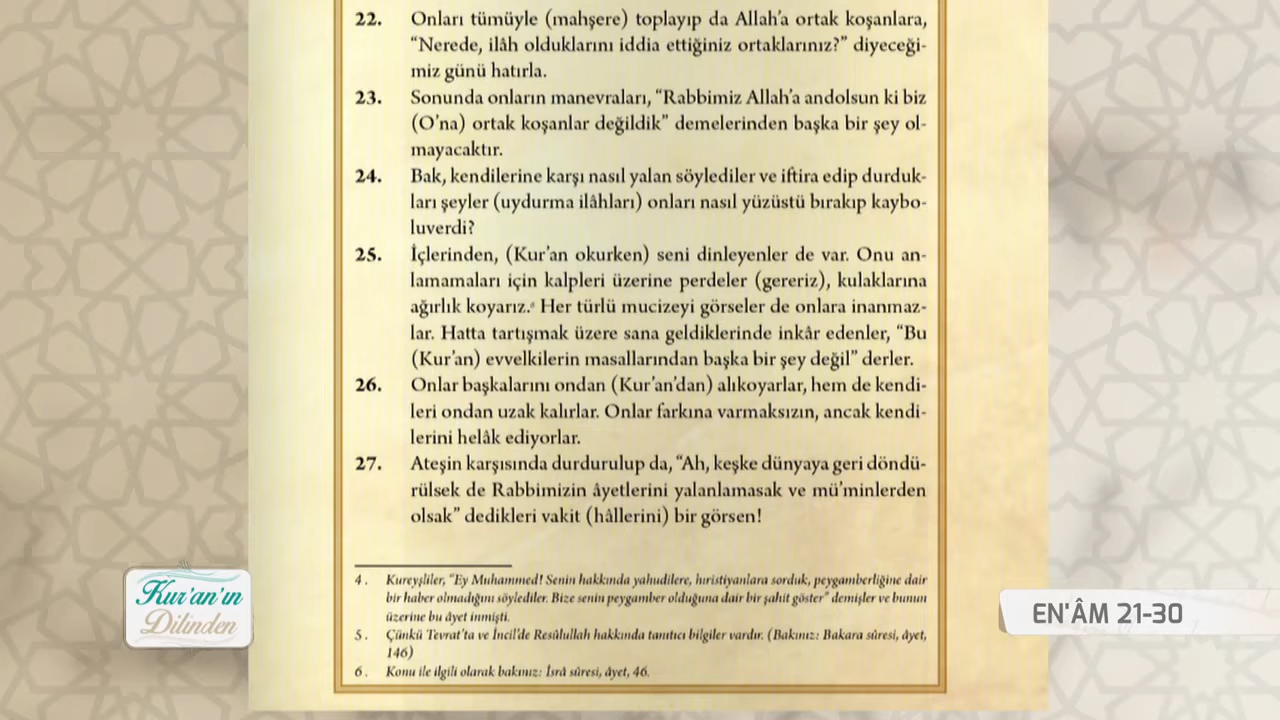 22. Onları tümüyle (mahşere) toplayıp da Allah’a ortak koşanlara,
“Nerede, ilâh olduklarını iddia ettiğiniz ortaklarınız?” diyeceği-
miz günü hatırla.
23. Sonunda onların manevraları, “Rabbimiz Allah’a andolsun ki biz
(O’na) ortak koşanlar değildik” demelerinden başka bir şey ol-
mayacaktır.
24. Bak, kendilerine karşı nasıl yalan söylediler ve iftira edip durduk-
ları şeyler (uydurma ilâhları) onları nasıl yüzüstü bırakıp kaybo-
luverdi?
25. İçlerinden, (Kur’an okurken) seni dinleyenler de var. Onu an-
lamamaları için kalpleri üzerine perdeler (gereriz), kulaklarına
ağırlık koyarız.⁶ Her türlü mucizeyi görseler de onlara inanmaz-
lar. Hatta tartışmak üzere sana geldiklerinde inkâr edenler, “Bu
(Kur’an) evvelkilerin masallarından başka bir şey değil” derler.
26. Onlar başkalarını ondan (Kur’an’dan) alıkoyarlar, hem de kendi-
leri ondan uzak kalırlar. Onlar farkına varmaksızın, ancak kendi-
lerini helâk ediyorlar.
27. Ateşin karşısında durdurulup da, “Ah, keşke dünyaya geri döndü-
rülsek de Rabbimizin âyetlerini yalanlamasak ve mü’minlerden
olsak” dedikleri vakit (hâllerini) bir görsen!
4. Kureyşliler, “Ey Muhammed! Senin hakkında yahudilere, hıristiyanlara sorduk, peygamberliğine dair
bir haber olmadığını söylediler. Bize senin peygamber olduğuna dair bir şahit göster” demişler ve bunun
üzerine bu âyet inmişti.
5. Çünkü Tevrat’ta ve İncil’de Resûlullah hakkında tanıtıcı bilgiler vardır. (Bakınız: Bakara sûresi, âyet,
146)
6. Konu ile ilgili olarak bakınız: İsrâ sûresi, âyet, 46.
Kur'an'ın
Dilinden
EN'ÂM 21-30